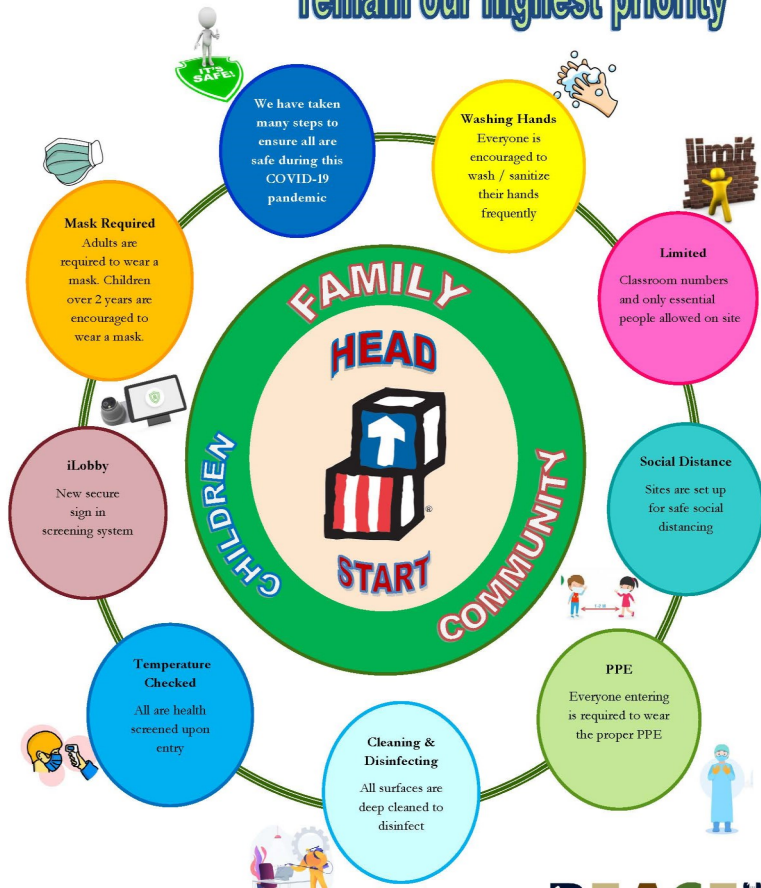 remain our highest priority
IT'S
SAFE!
We have taken
many steps to
ensure all are
safe during this
COVID-19
pandemic
Washing Hands
Everyone is
encouraged to
wash / sanitize
their hands
frequently
limit
Limited
Classroom numbers
and only essential
people allowed on site
Social Distance
Sites are set up
for safe social
distancing
PPE
Everyone entering
is required to wear
the proper PPE
Cleaning &
Disinfecting
All surfaces are
deep cleaned to
disinfect
Temperature
Checked
All are health
screened upon
entry
iLobby
New secure
sign in
screening system
Mask Required
Adults are
required to wear a
mask. Children
over 2 years are
encouraged to
wear a mask.
FAMILY
CHILDREN
COMMUNITY
HEAD
®
START